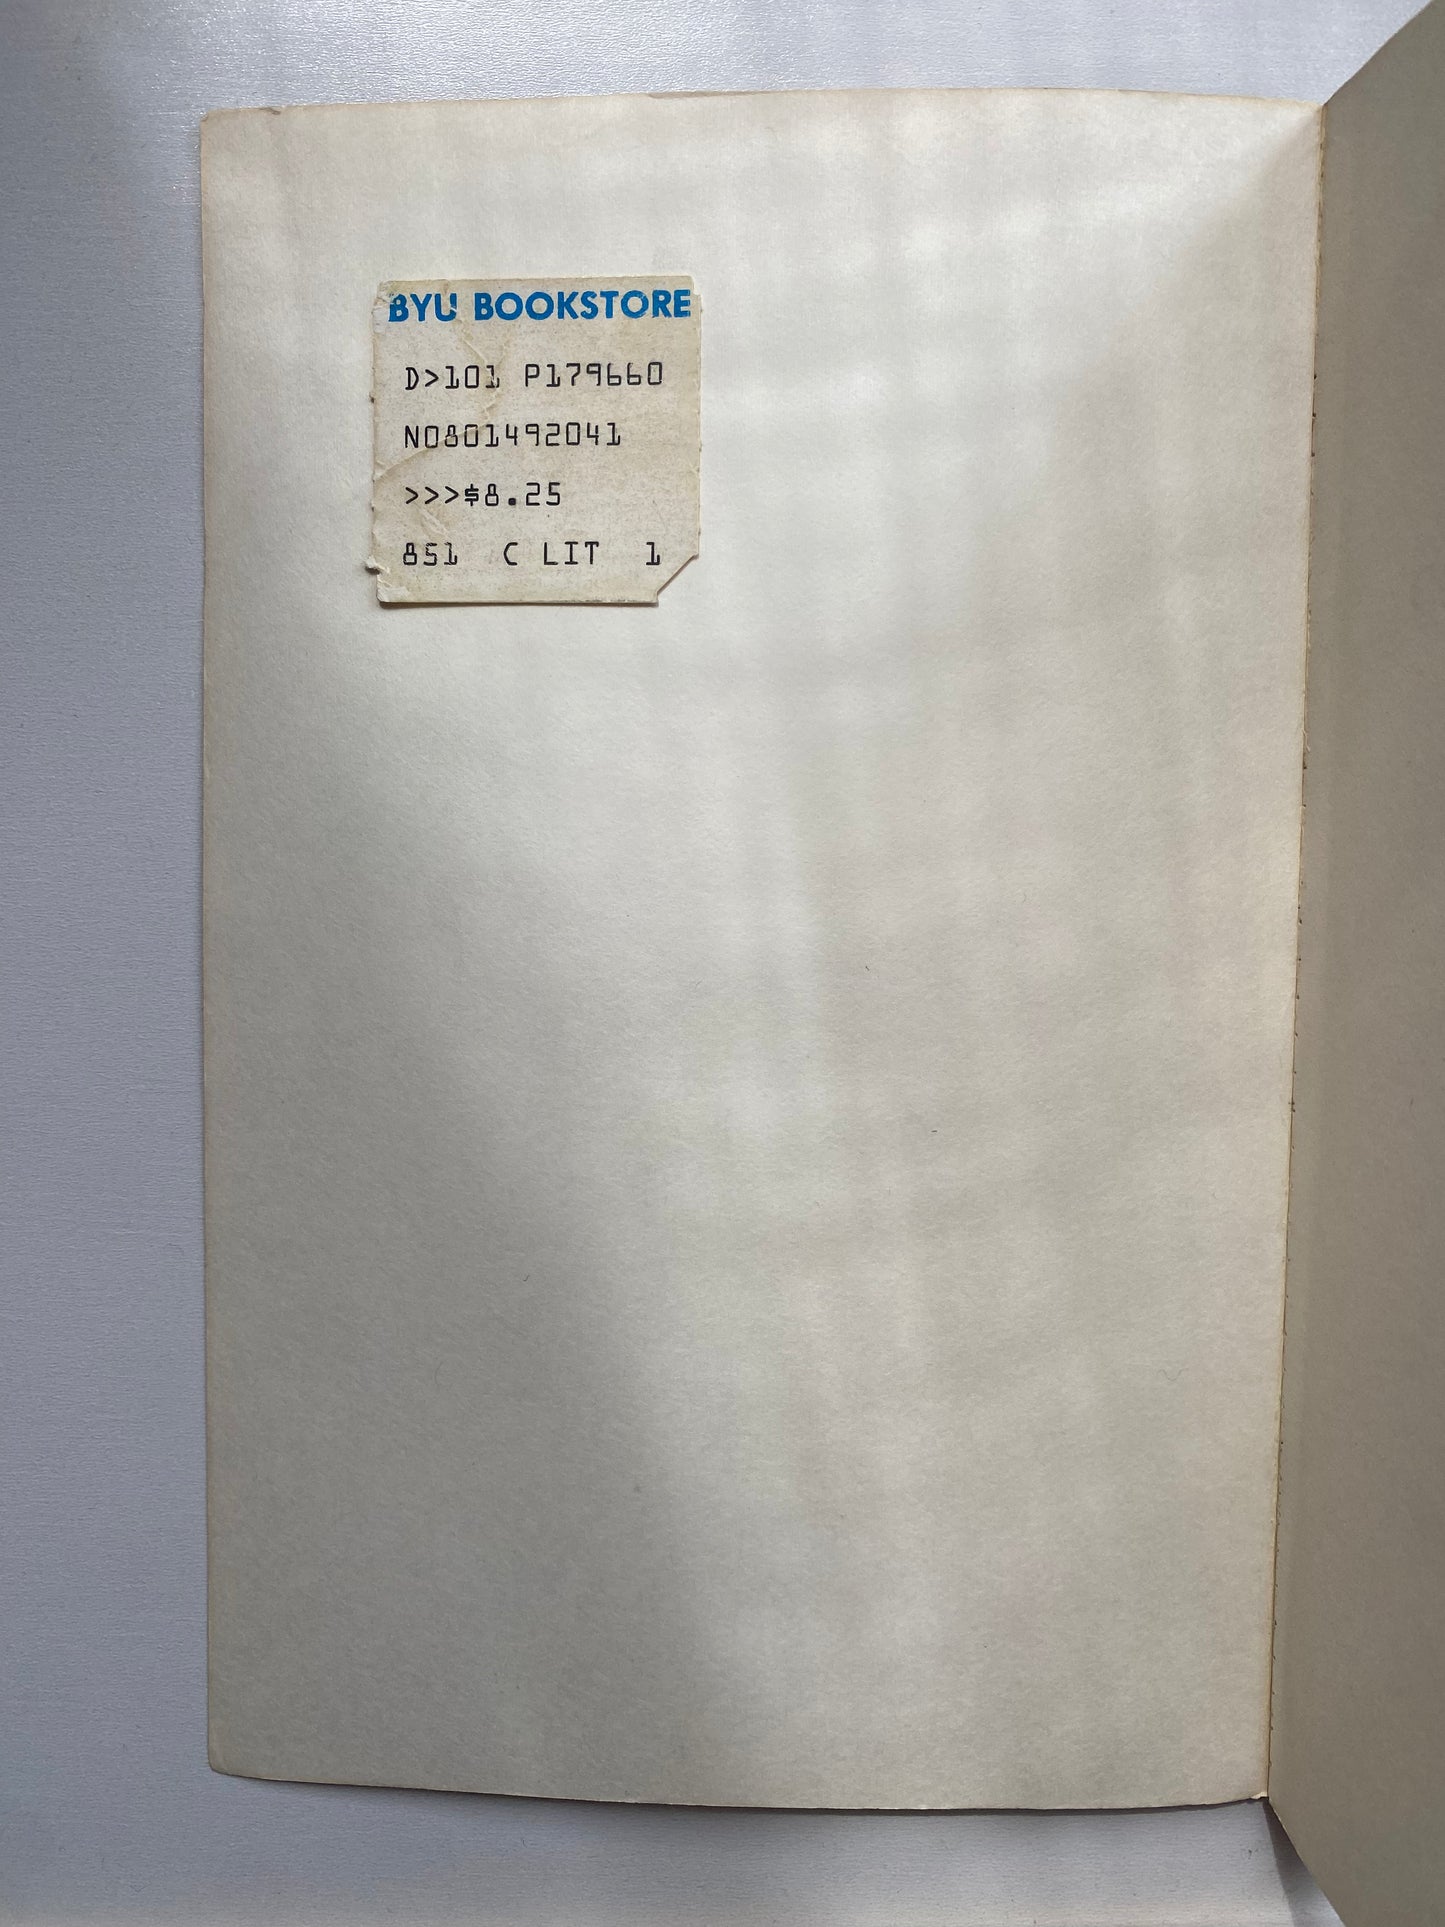 BYU BOOKSTORE
D>101 P179660
N0801492041
>>>$8.25
851 C LIT 1